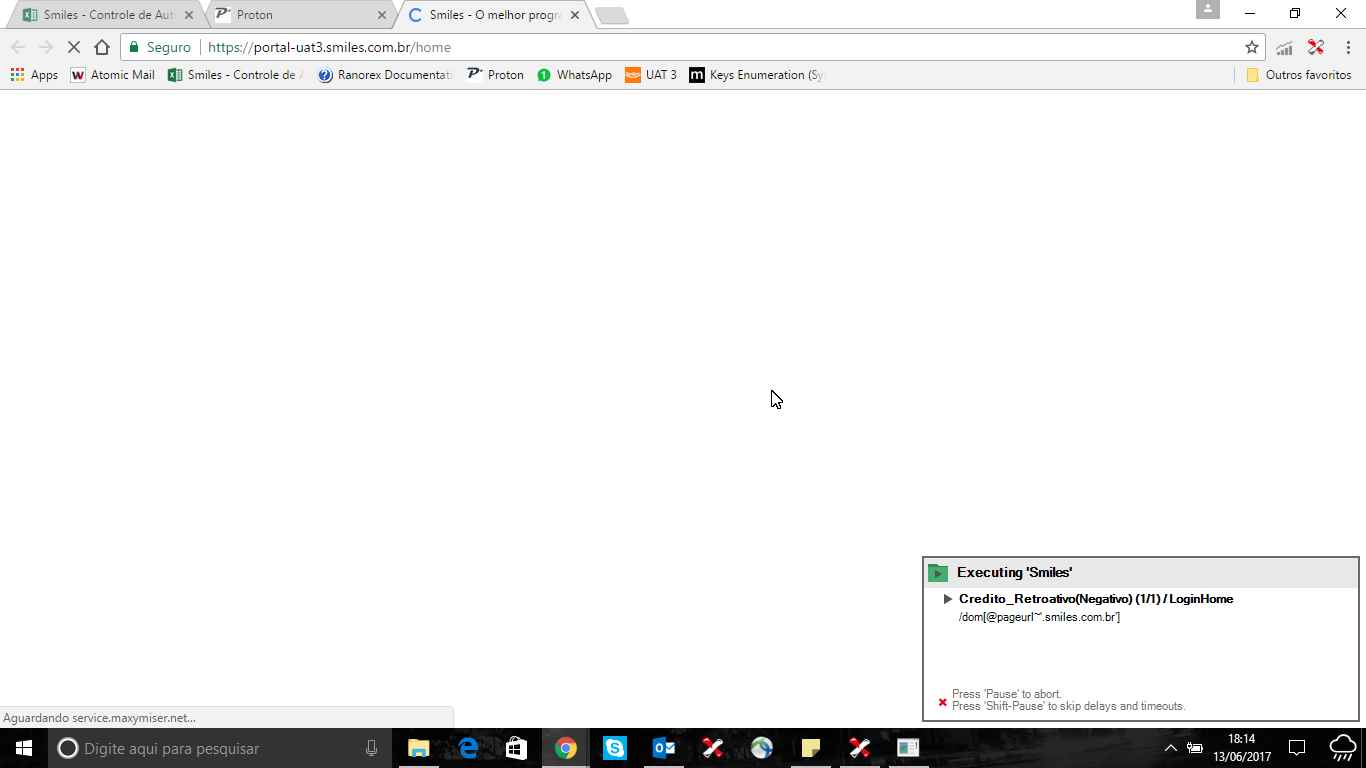 Smiles - Controle de Aut
Proton
Smiles - O melhor progr
Seguro
https://portal-uat3.smiles.com.br/home
Apps
Atomic Mail
Smiles - Controle de A
Ranorex Documentati
Proton
WhatsApp
UAT 3
Keys Enumeration (Sy
Outros favoritos
Executing 'Smiles'
Credito_Retroativo(Negativo) (1/1) / LoginHome
/dom[@pageurl~'.smiles.com.br']
Press 'Pause' to abort.
Press 'Shift-Pause' to skip delays and timeouts.
Aguardando service.maxymiser.net...
Digite aqui para pesquisar
18:14
13/06/2017